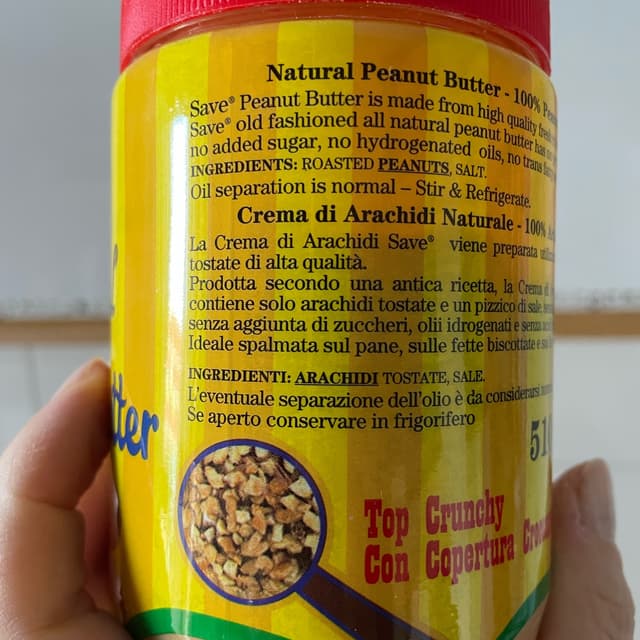 Natural Peanut Butter - 100%
Save® Peanut Butter is made from high quality
Save® old fashioned all natural peanut butter has
no added sugar, no hydrogenated oils, no trans
INGREDIENTS: ROASTED PEANUTS, SALT.
Oil separation is normal – Stir & Refrigerate.
Crema di Arachidi Naturale - 100%
La Crema di Arachidi Save® viene preparata
tostate di alta qualità.
Prodotta secondo una antica ricetta, la Crema
contiene solo arachidi tostate e un pizzico di sale,
senza aggiunta di zuccheri, olii idrogenati e senza
Ideale spalmata sul pane, sulle fette biscottate e
INGREDIENTI: ARACHIDI TOSTATE, SALE.
L'eventuale separazione dell'olio è da considerarsi
Se aperto conservare in frigorifero
510
Top Crunchy
Con Copertura